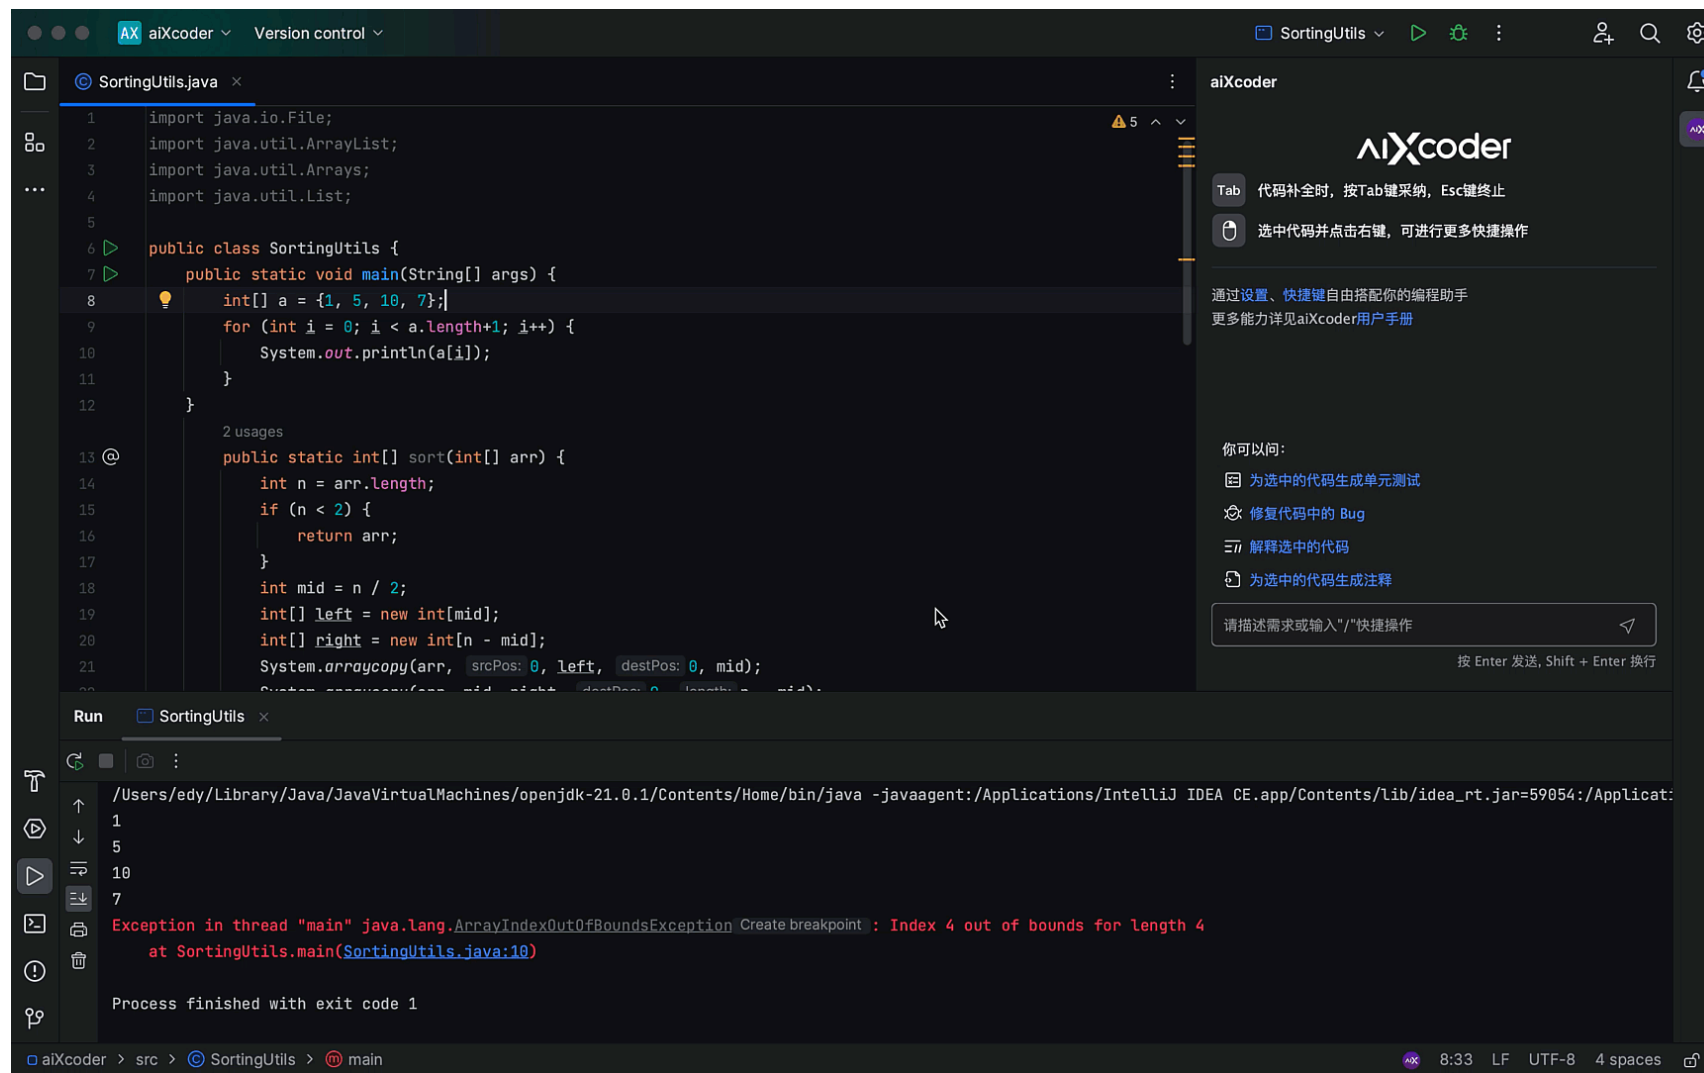 AX aiXcoder Version control SortingUtils
SortingUtils.java
aiXcoder
1 import java.io.File;
2 import java.util.ArrayList;
3 import java.util.Arrays;
4 import java.util.List;
5
6 public class SortingUtils {
7 public static void main(String[] args) {
8 int[] a = {1, 5, 10, 7};
9 for (int i = 0; i < a.length+1; i++) {
10 System.out.println(a[i]);
11 }
12 }
2 usages
13 @ public static int[] sort(int[] arr) {
14 int n = arr.length;
15 if (n < 2) {
16 return arr;
17 }
18 int mid = n / 2;
19 int[] left = new int[mid];
20 int[] right = new int[n - mid];
21 System.arraycopy(arr, srcPos: 0, left, destPos: 0, mid);
5
aiXcoder
Tab 代码补全时，按Tab键采纳，Esc键终止
选中代码并点击右键，可进行更多快捷操作
通过设置、快捷键自由搭配你的编程助手
更多能力详见aiXcoder用户手册
你可以问：
为选中的代码生成单元测试
修复代码中的 Bug
解释选中的代码
为选中的代码生成注释
请描述需求或输入"/"快捷操作
按 Enter 发送, Shift + Enter 换行
Run SortingUtils
/Users/edy/Library/Java/JavaVirtualMachines/openjdk-21.0.1/Contents/Home/bin/java -javaagent:/Applications/IntelliJ IDEA CE.app/Contents/lib/idea_rt.jar=59054:/Applicati
1
5
10
7
Exception in thread "main" java.lang.ArrayIndexOutOfBoundsException Create breakpoint : Index 4 out of bounds for length 4
at SortingUtils.main(SortingUtils.java:10)
Process finished with exit code 1
aiXcoder > src > SortingUtils > main
8:33 LF UTF-8 4 spaces